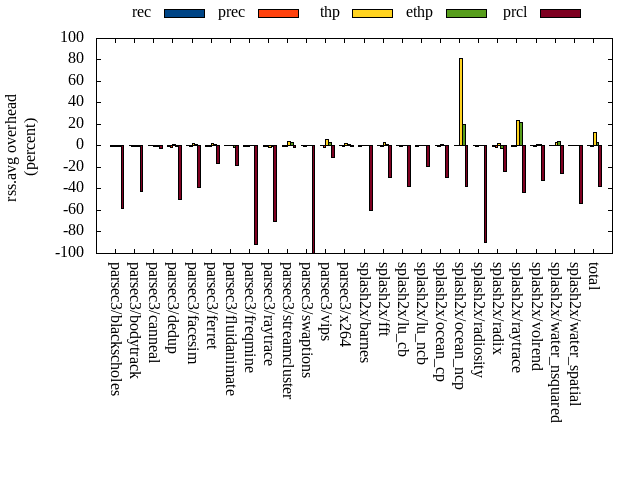 rec prec thp ethp prcl
100
80
60
40
20
0
-20
-40
-60
-80
-100
rss.avg overhead
(percent)
parsec3/blackscholes
parsec3/bodytrack
parsec3/canneal
parsec3/dedup
parsec3/facesim
parsec3/ferret
parsec3/fluidanimate
parsec3/freqmine
parsec3/raytrace
parsec3/streamcluster
parsec3/swaptions
parsec3/vips
parsec3/x264
splash2x/barnes
splash2x/fft
splash2x/lu_cb
splash2x/lu_ncb
splash2x/ocean_cp
splash2x/ocean_ncp
splash2x/radiosity
splash2x/radix
splash2x/raytrace
splash2x/volrend
splash2x/water_nsquared
splash2x/water_spatial
total